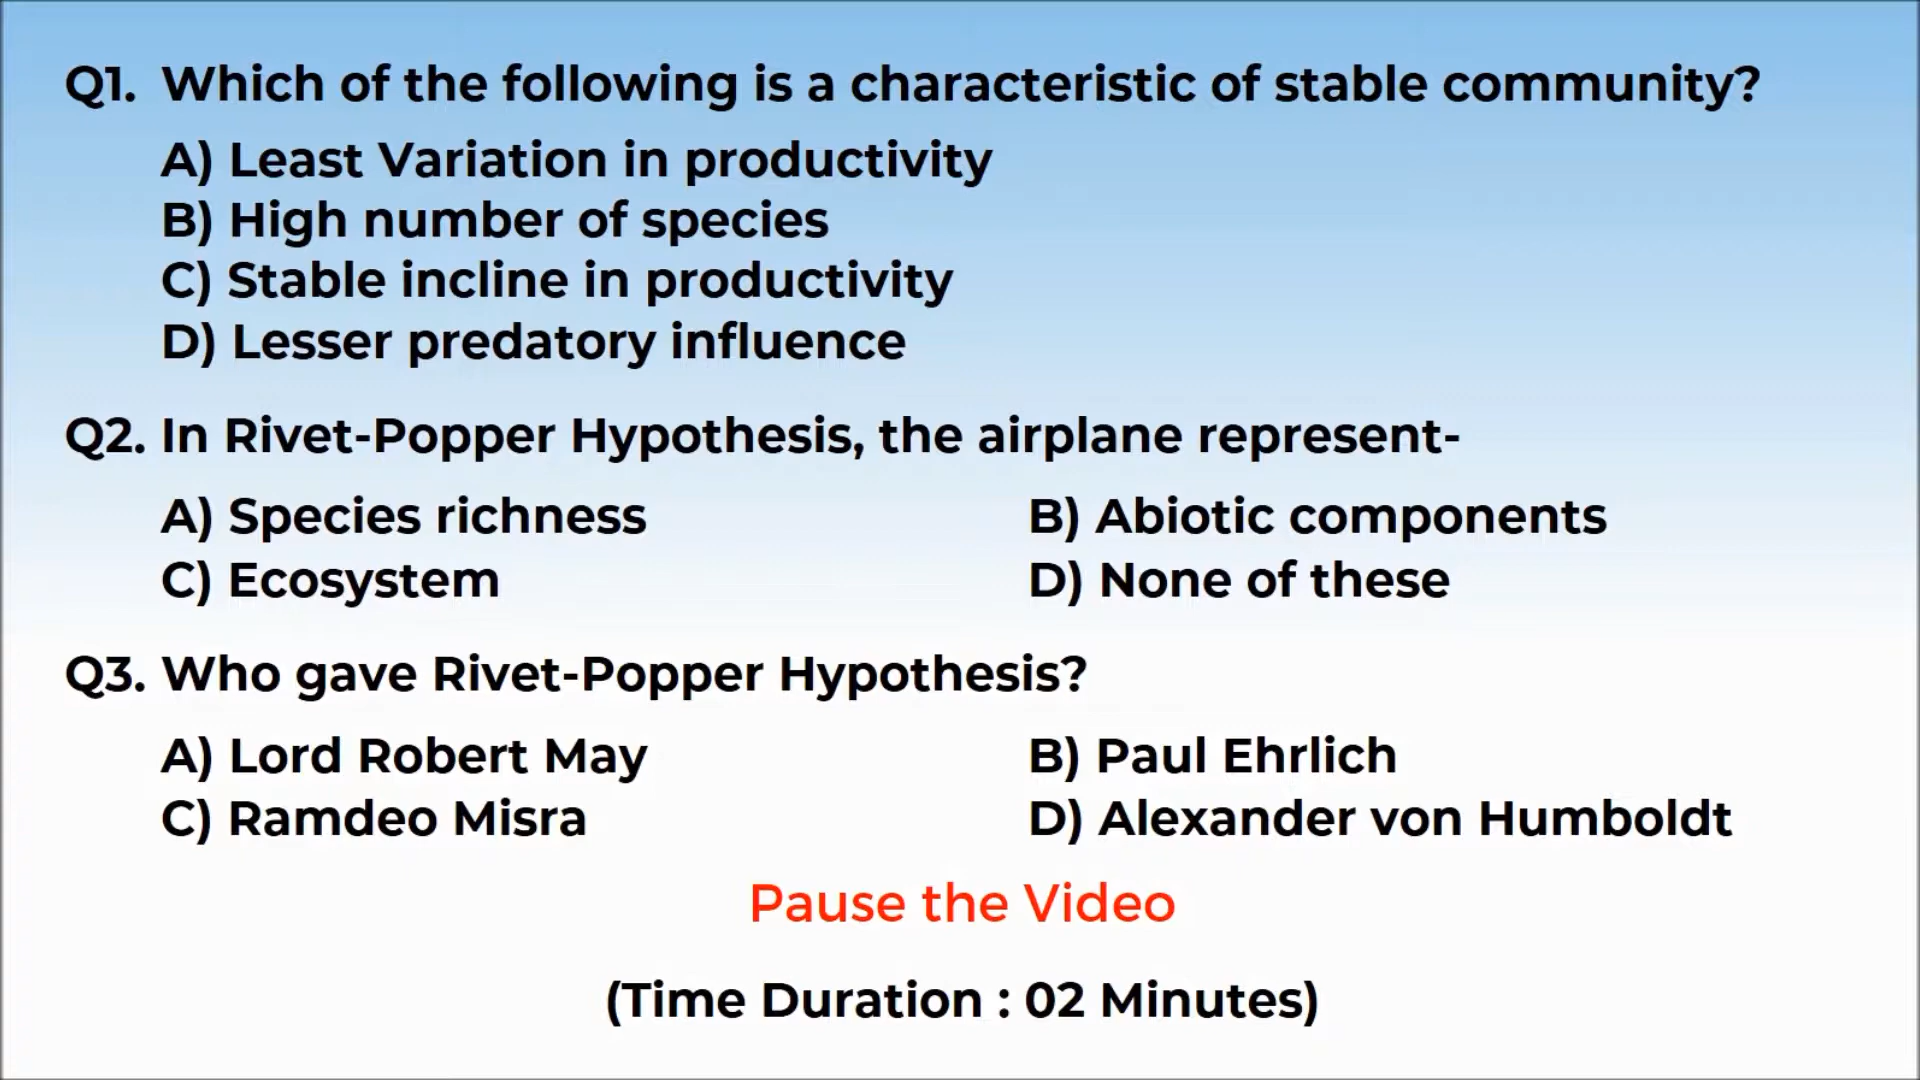 Q1. Which of the following is a characteristic of stable community?
A) Least Variation in productivity
B) High number of species
C) Stable incline in productivity
D) Lesser predatory influence
Q2. In Rivet-Popper Hypothesis, the airplane represent-
A) Species richness B) Abiotic components
C) Ecosystem D) None of these
Q3. Who gave Rivet-Popper Hypothesis?
A) Lord Robert May B) Paul Ehrlich
C) Ramdeo Misra D) Alexander von Humboldt
Pause the Video
(Time Duration : 02 Minutes)